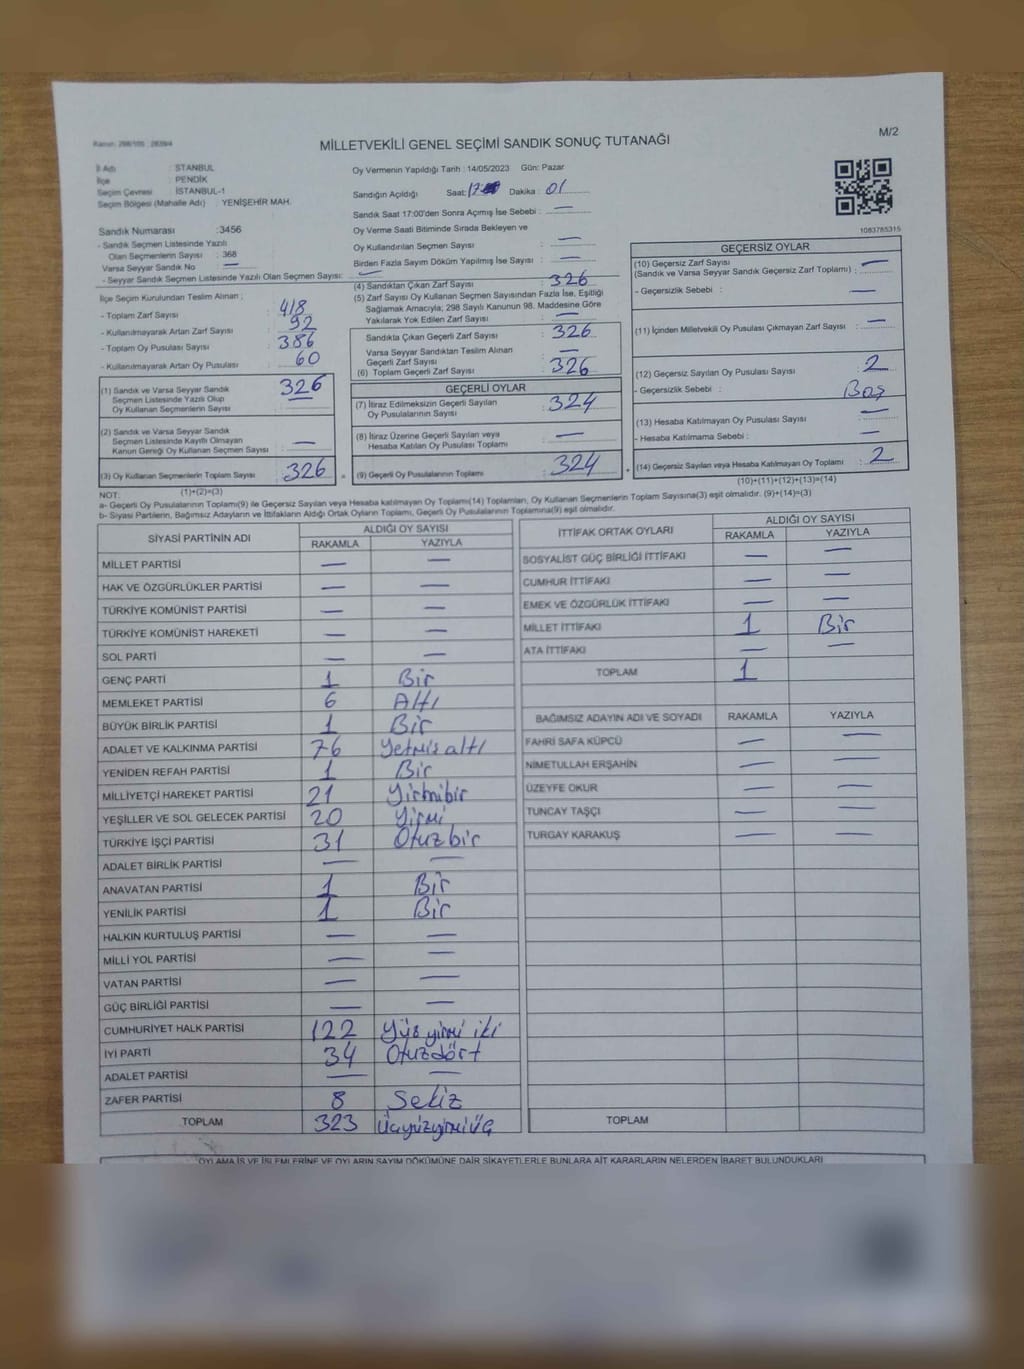 MİLLETVEKİLİ GENEL SEÇİMİ SANDIK SONUÇ TUTANAĞI
M/2
İl Adı : İSTANBUL
İlçe : PENDİK
Seçim Çevresi : İSTANBUL-1
Seçim Bölgesi (Mahalle Adı) : YENİŞEHİR MAH.
Oy Vermenin Yapıldığı Tarih : 14/05/2023 Gün: Pazar
Sandığın Açıldığı Saat: 17 Dakika : 01
Sandık Saat 17:00'den Sonra Açmış İse Sebebi : —
Oy Verme Saati Bitiminde Sırada Bekleyen ve
Oy Kullandırılan Seçmen Sayısı : —
Birden Fazla Sayım Döküm Yapılmış İse Sayısı : —
Sandık Numarası :3456
- Sandık Seçmen Listesinde Yazılı
Olan Seçmenlerin Sayısı : 368
Varsa Seyyar Sandık No —
- Seyyar Sandık Seçmen Listesinde Yazılı Olan Seçmen Sayısı: —
İlçe Seçim Kurulundan Teslim Alınan ;
- Toplam Zarf Sayısı : 418
- Kullanılmayarak Artan Zarf Sayısı : 92
- Toplam Oy Pusulası Sayısı : 386
- Kullanılmayarak Artan Oy Pusulası : 60
(1) Sandık ve Varsa Seyyar Sandık
Seçmen Listesinde Yazılı Olup
Oy Kullanan Seçmenlerin Sayısı : 326
(2) Sandık ve Varsa Seyyar Sandık
Seçmen Listesinde Kayıtlı Olmayan
Kanun Gereği Oy Kullanan Seçmen Sayısı : —
(3) Oy Kullanan Seçmenlerin Toplam Sayısı : 326
(1)+(2)=(3)
(4) Sandıktan Çıkan Zarf Sayısı : 326
(5) Zarf Sayısı Oy Kullanan Seçmen Sayısından Fazla İse, Eşitliği
Sağlamak Amacıyla; 298 Sayılı Kanunun 98. Maddesine Göre
Yakılarak Yok Edilen Zarf Sayısı : —
Sandıkta Çıkan Geçerli Zarf Sayısı : 326
Varsa Seyyar Sandıktan Teslim Alınan
Geçerli Zarf Sayısı : —
(6) Toplam Geçerli Zarf Sayısı : 326
GEÇERLİ OYLAR
(7) İtiraz Edilmeksizin Geçerli Sayılan
Oy Pusulalarının Sayısı : 324
(8) İtiraz Üzerine Geçerli Sayılan veya
Hesaba Katılan Oy Pusulası Toplamı : —
= (9) Geçerli Oy Pusulalarının Toplamı : 324
1083785315
GEÇERSİZ OYLAR
(10) Geçersiz Zarf Sayısı
(Sandık ve Varsa Seyyar Sandık Geçersiz Zarf Toplamı) : —
- Geçersizlik Sebebi : —
(11) İçinden Milletvekili Oy Pusulası Çıkmayan Zarf Sayısı : —
(12) Geçersiz Sayılan Oy Pusulası Sayısı : 2
- Geçersizlik Sebebi : Boş
(13) Hesaba Katılmayan Oy Pusulası Sayısı : —
- Hesaba Katılmama Sebebi : —
+ (14) Geçersiz Sayılan veya Hesaba Katılmayan Oy Toplamı : 2
(10)+(11)+(12)+(13)=(14)
NOT:
a- Geçerli Oy Pusulalarının Toplamı(9) ile Geçersiz Sayılan veya Hesaba katılmayan Oy Toplamı(14) Toplamları, Oy Kullanan Seçmenlerin Toplam Sayısına(3) eşit olmalıdır. (9)+(14)=(3)
b- Siyasi Partilerin, Bağımsız Adayların ve İttifakların Aldığı Ortak Oyların Toplamı, Geçerli Oy Pusulalarının Toplamına(9) eşit olmalıdır.
SİYASİ PARTİNİN ADI ALDIĞI OY SAYISI
RAKAMLA YAZIYLA
MİLLET PARTİSİ — —
HAK VE ÖZGÜRLÜKLER PARTİSİ — —
TÜRKİYE KOMÜNİST PARTİSİ — —
TÜRKİYE KOMÜNİST HAREKETİ — —
SOL PARTİ — —
GENÇ PARTİ 1 Bir
MEMLEKET PARTİSİ 6 Altı
BÜYÜK BİRLİK PARTİSİ 1 Bir
ADALET VE KALKINMA PARTİSİ 76 Yetmiş altı
YENİDEN REFAH PARTİSİ 1 Bir
MİLLİYETÇİ HAREKET PARTİSİ 21 Yirmibir
YEŞİLLER VE SOL GELECEK PARTİSİ 20 Yirmi
TÜRKİYE İŞÇİ PARTİSİ 31 Otuz bir
ADALET BİRLİK PARTİSİ — —
ANAVATAN PARTİSİ 1 Bir
YENİLİK PARTİSİ 1 Bir
HALKIN KURTULUŞ PARTİSİ — —
MİLLİ YOL PARTİSİ — —
VATAN PARTİSİ — —
GÜÇ BİRLİĞİ PARTİSİ — —
CUMHURİYET HALK PARTİSİ 122 Yüz yirmi iki
İYİ PARTİ 34 Otuzdört
ADALET PARTİSİ — —
ZAFER PARTİSİ 8 Sekiz
TOPLAM 323 Üçyüzyirmi üç
İTTİFAK ORTAK OYLARI ALDIĞI OY SAYISI
RAKAMLA YAZIYLA
SOSYALİST GÜÇ BİRLİĞİ İTTİFAKI — —
CUMHUR İTTİFAKI — —
EMEK VE ÖZGÜRLÜK İTTİFAKI — —
MİLLET İTTİFAKI 1 Bir
ATA İTTİFAKI — —
TOPLAM 1
BAĞIMSIZ ADAYIN ADI VE SOYADI RAKAMLA YAZIYLA
FAHRİ SAFA KÜPCÜ — —
NİMETULLAH ERŞAHİN — —
ÜZEYFE OKUR — —
TUNCAY TAŞÇI — —
TURGAY KARAKUŞ — —
TOPLAM
OYLAMA İŞ VE İŞLEMLERİNE VE OYLARIN SAYIM DÖKÜMÜNE DAİR ŞİKAYETLERLE BUNLARA AİT KARARLARIN NELERDEN İBARET BULUNDUKLARI